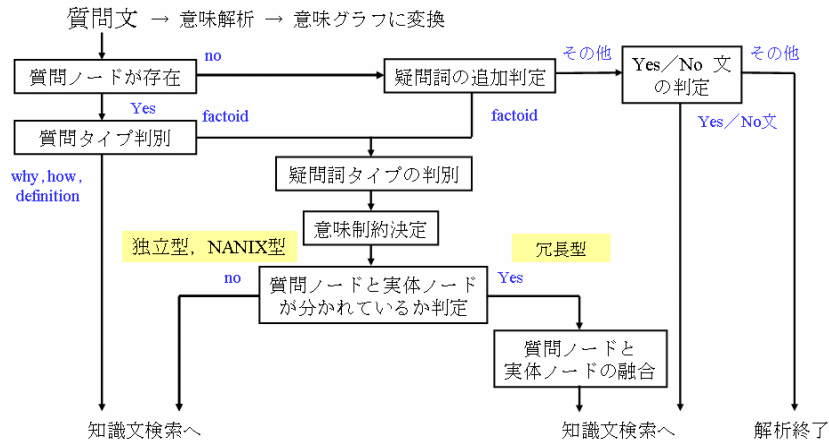 質問文 → 意味解析 → 意味グラフに変換
no
その他
その他
質問ノードが存在
疑問詞の追加判定
Yes／No 文
の判定
Yes
factoid
factoid
Yes／No文
質問タイプ判別
why,how,
definition
疑問詞タイプの判別
意味制約決定
独立型，NANIX型
冗長型
no
質問ノードと実体ノード
が分かれているか判定
Yes
質問ノードと
実体ノードの融合
知識文検索へ
知識文検索へ
解析終了